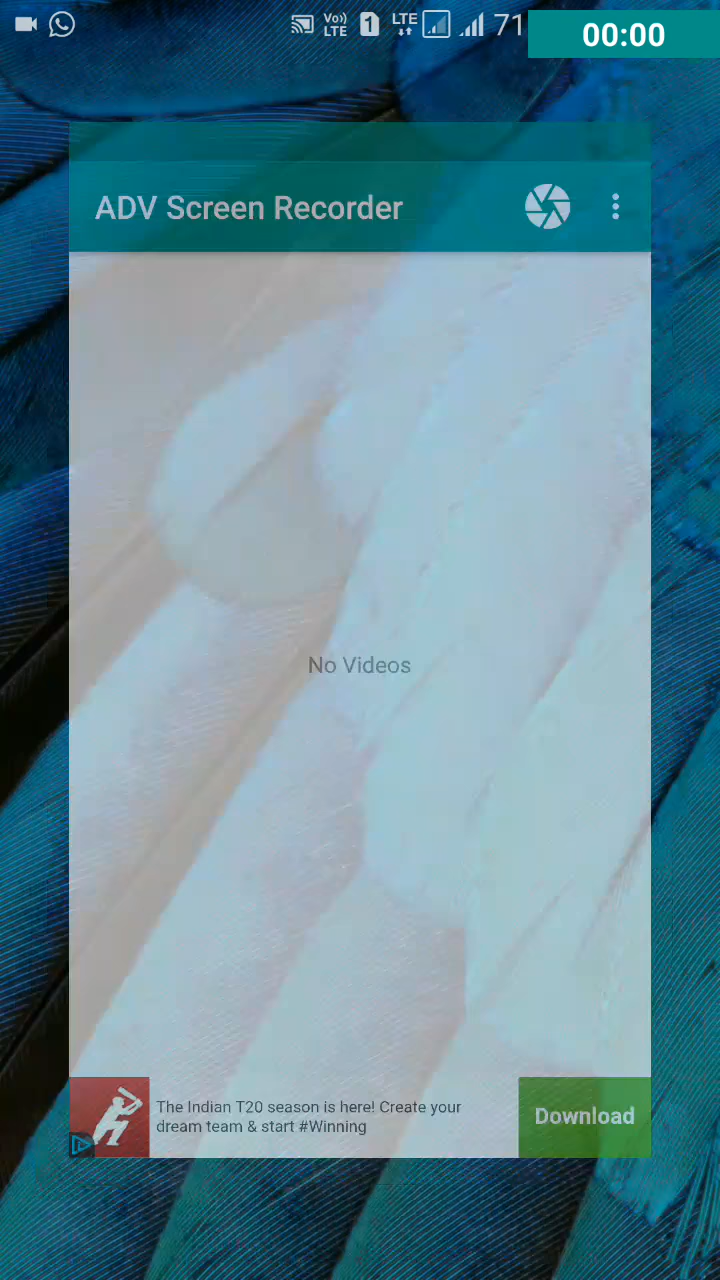 Vo)) LTE 1 LTE 71 00:00
ADV Screen Recorder
No Videos
The Indian T20 season is here! Create your
dream team & start #Winning
Download